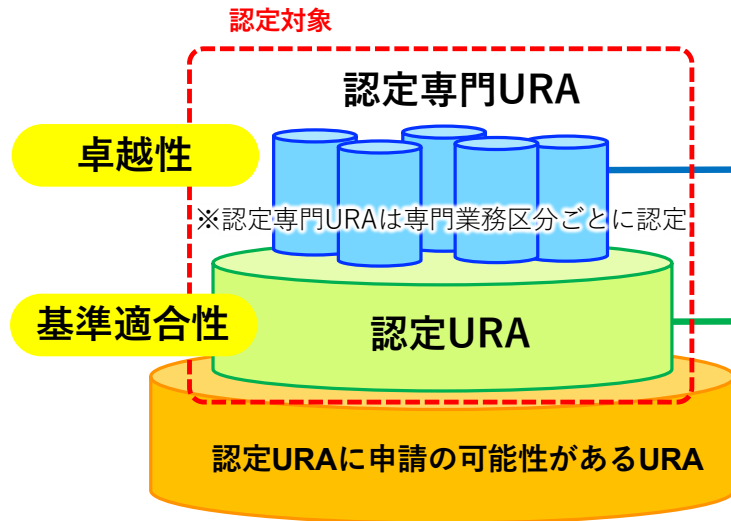 認定対象
認定専門URA
卓越性
※認定専門URAは専門業務区分ごとに認定
基準適合性
認定URA
認定URAに申請の可能性があるURA